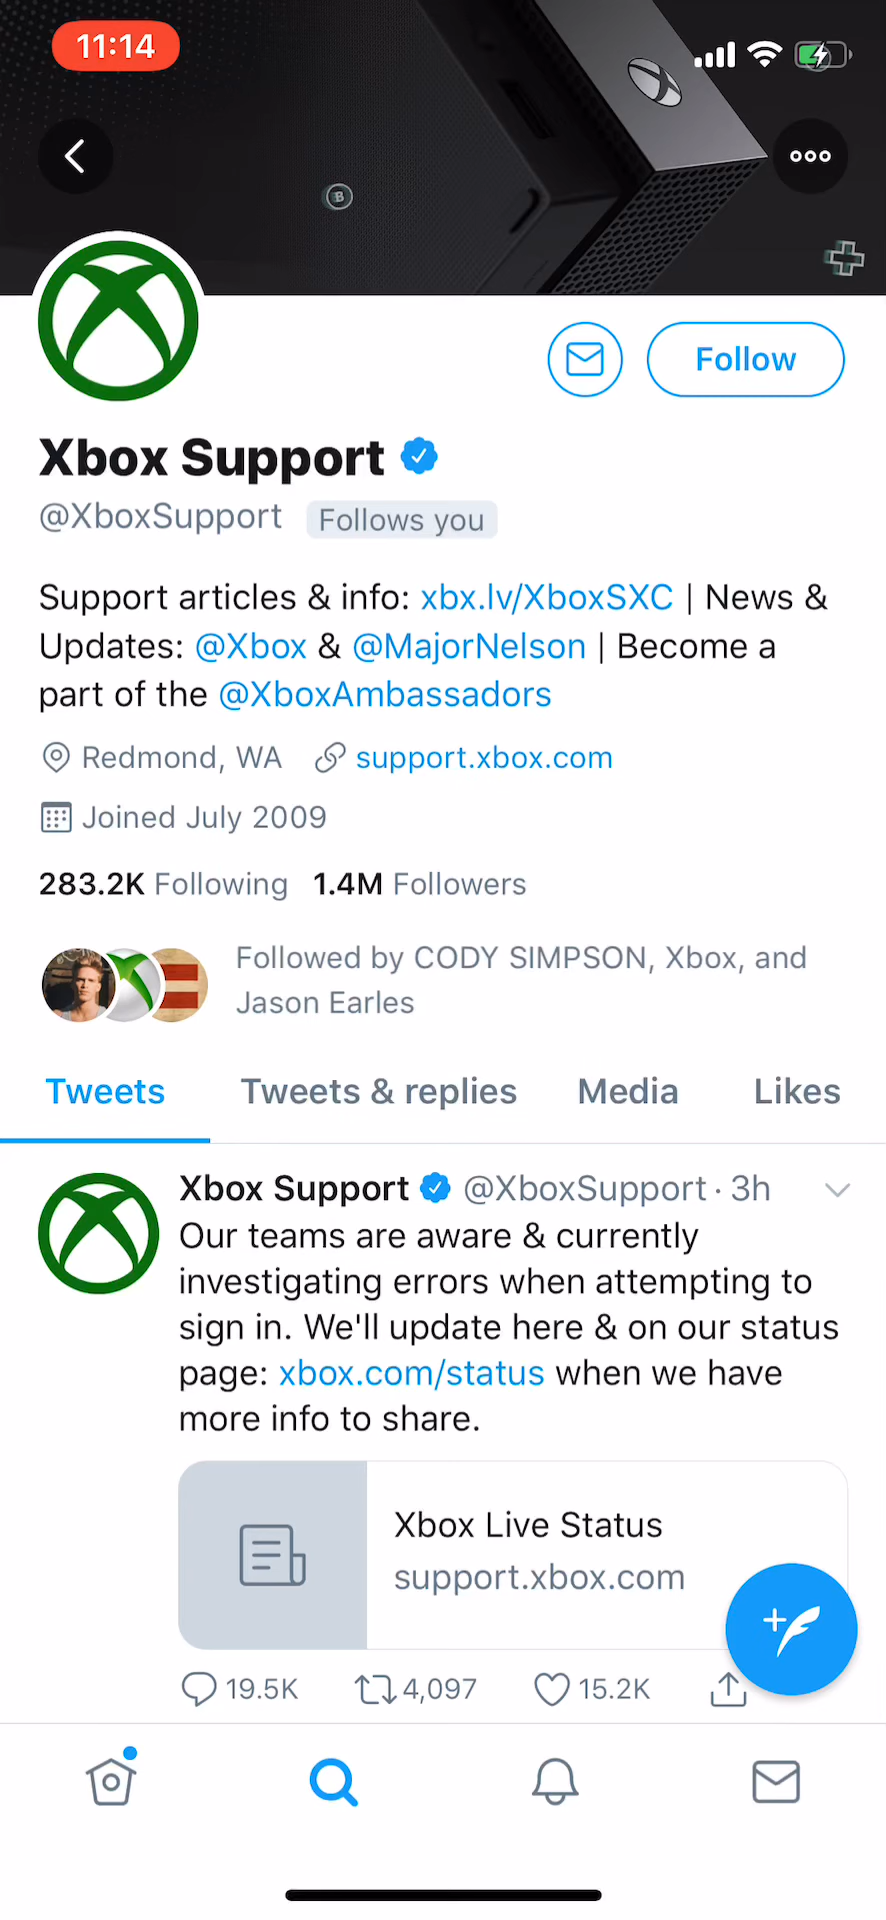 11:14
B
Follow
Xbox Support
@XboxSupport Follows you
Support articles & info: xbx.lv/XboxSXC | News &
Updates: @Xbox & @MajorNelson | Become a
part of the @XboxAmbassadors
Redmond, WA support.xbox.com
Joined July 2009
283.2K Following 1.4M Followers
Followed by CODY SIMPSON, Xbox, and
Jason Earles
Tweets Tweets & replies Media Likes
Xbox Support @XboxSupport · 3h
Our teams are aware & currently
investigating errors when attempting to
sign in. We'll update here & on our status
page: xbox.com/status when we have
more info to share.
Xbox Live Status
support.xbox.com
19.5K 4,097 15.2K